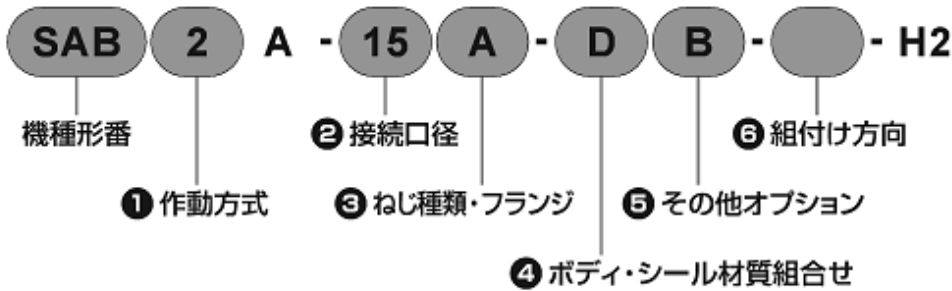 SAB 2 A - 15 A - D B - - H2
機種形番 ❷ 接続口径 ❻ 組付け方向
❶ 作動方式 ❸ ねじ種類・フランジ ❺ その他オプション
❹ ボディ・シール材質組合せ